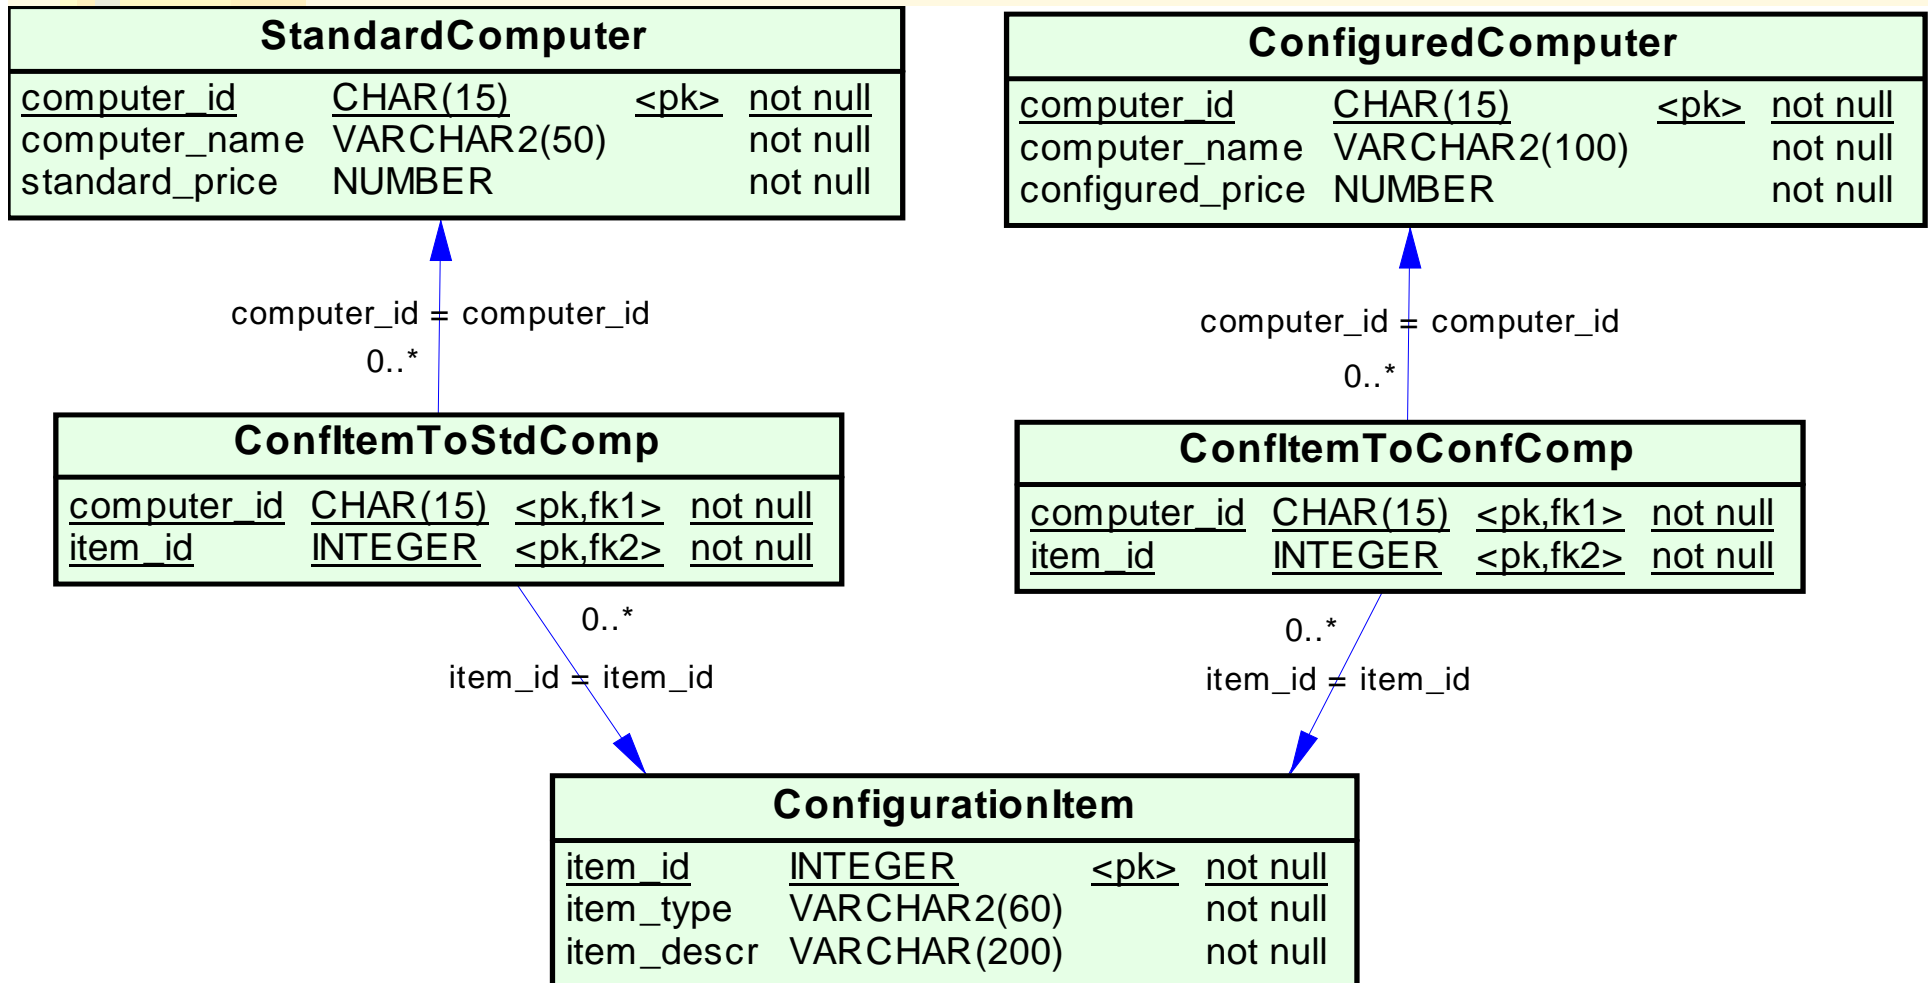 StandardComputer
computer_id CHAR(15) <pk> not null
computer_name VARCHAR2(50) not null
standard_price NUMBER not null
ConfiguredComputer
computer_id CHAR(15) <pk> not null
computer_name VARCHAR2(100) not null
configured_price NUMBER not null
computer_id = computer_id
0..*
computer_id = computer_id
0..*
ConfItemToStdComp
computer_id CHAR(15) <pk,fk1> not null
item_id INTEGER <pk,fk2> not null
ConfItemToConfComp
computer_id CHAR(15) <pk,fk1> not null
item_id INTEGER <pk,fk2> not null
0..*
item_id = item_id
0..*
item_id = item_id
ConfigurationItem
item_id INTEGER <pk> not null
item_type VARCHAR2(60) not null
item_descr VARCHAR(200) not null